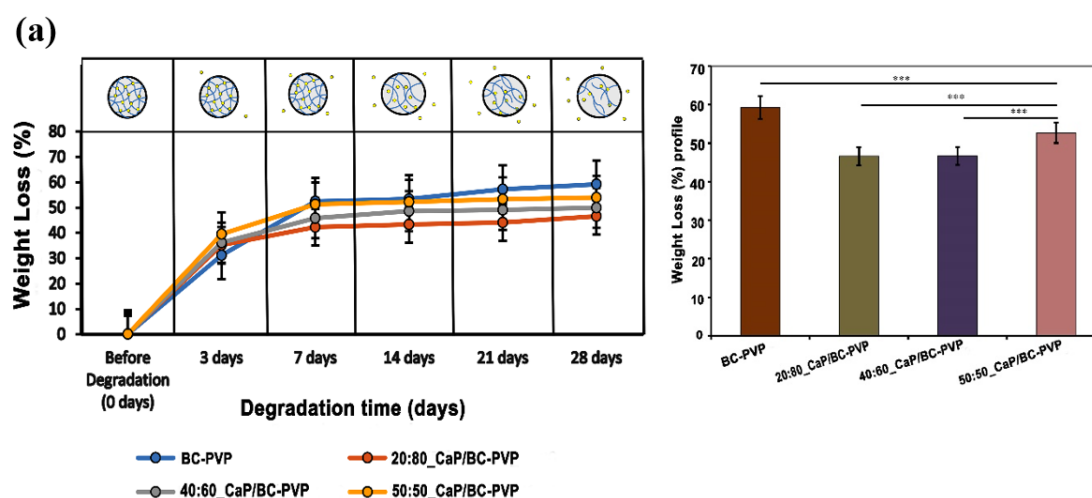 (a)
Weight Loss (%)
80
70
60
50
40
30
20
10
0
Before
Degradation
(0 days)
3 days
7 days
14 days
21 days
28 days
Degradation time (days)
BC-PVP
20:80_CaP/BC-PVP
40:60_CaP/BC-PVP
50:50_CaP/BC-PVP
Weight Loss (%) profile
70
60
50
40
30
20
10
0
***
***
***
BC-PVP
20:80_CaP/BC-PVP
40:60_CaP/BC-PVP
50:50_CaP/BC-PVP